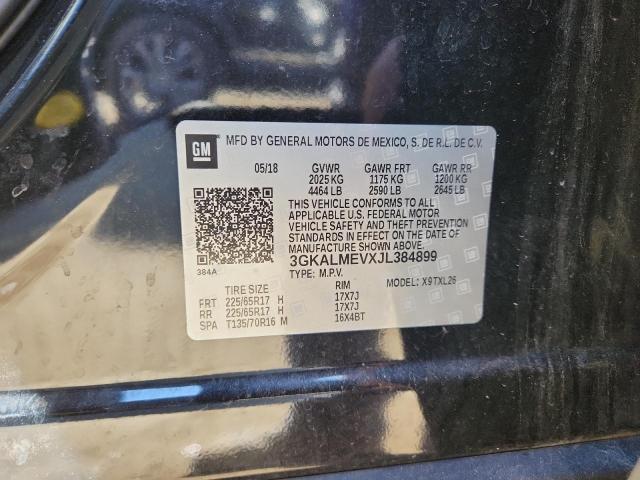 GM MFD BY GENERAL MOTORS DE MEXICO, S. DE R.L. DE C.V.
05/18 GVWR GAWR FRT GAWR RR
2025 KG 1175 KG 1200 KG
4464 LB 2590 LB 2645 LB
THIS VEHICLE CONFORMS TO ALL
APPLICABLE U.S. FEDERAL MOTOR
VEHICLE SAFETY AND THEFT PREVENTION
STANDARDS IN EFFECT ON THE DATE OF
MANUFACTURE SHOWN ABOVE.
384A 3GKALMEVXJL384899
TYPE: M.P.V. MODEL: X9TXL26
TIRE SIZE RIM
FRT 225/65R17 H 17X7J
RR 225/65R17 H 17X7J
SPA T135/70R16 M 16X4BT